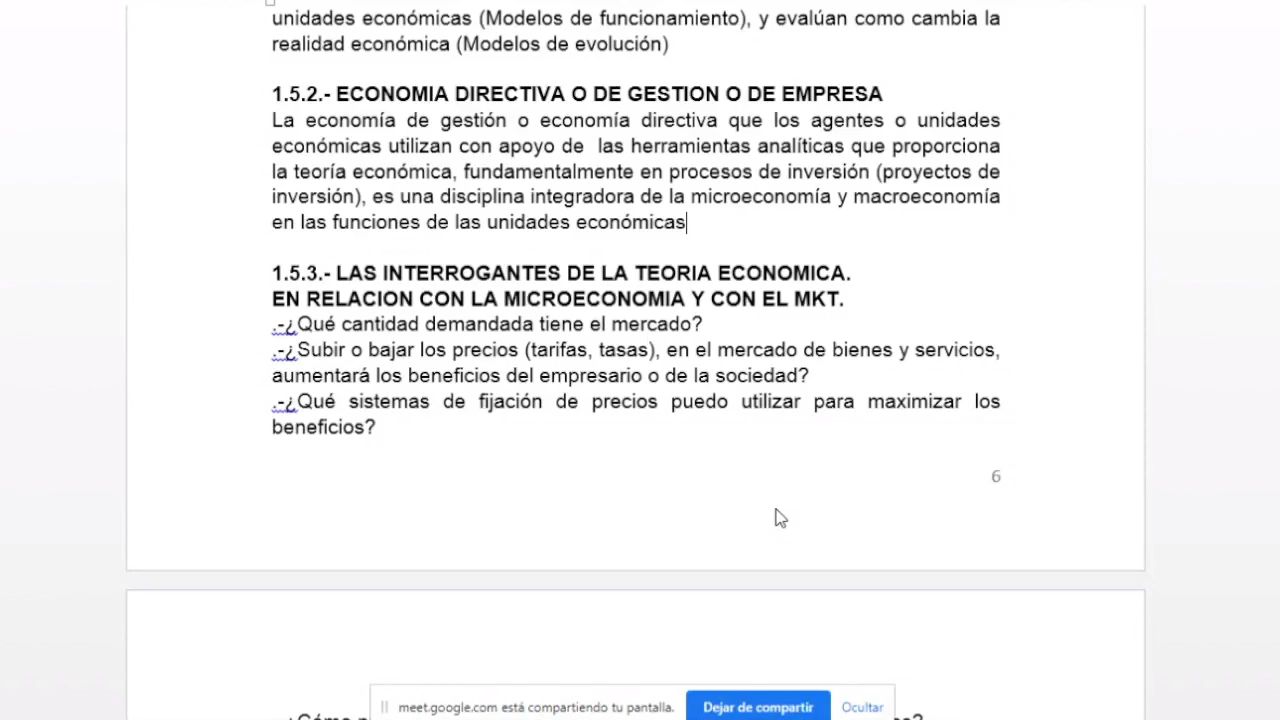 unidades económicas (Modelos de funcionamiento), y evalúan como cambia la
realidad económica (Modelos de evolución)
1.5.2.- ECONOMIA DIRECTIVA O DE GESTION O DE EMPRESA
La economía de gestión o economía directiva que los agentes o unidades
económicas utilizan con apoyo de las herramientas analíticas que proporciona
la teoría económica, fundamentalmente en procesos de inversión (proyectos de
inversión), es una disciplina integradora de la microeconomía y macroeconomía
en las funciones de las unidades económicas
1.5.3.- LAS INTERROGANTES DE LA TEORIA ECONOMICA.
EN RELACION CON LA MICROECONOMIA Y CON EL MKT.
.-¿Qué cantidad demandada tiene el mercado?
.-¿Subir o bajar los precios (tarifas, tasas), en el mercado de bienes y servicios,
aumentará los beneficios del empresario o de la sociedad?
.-¿Qué sistemas de fijación de precios puedo utilizar para maximizar los
beneficios?
6
meet.google.com está compartiendo tu pantalla. Dejar de compartir Ocultar
¿Cómo